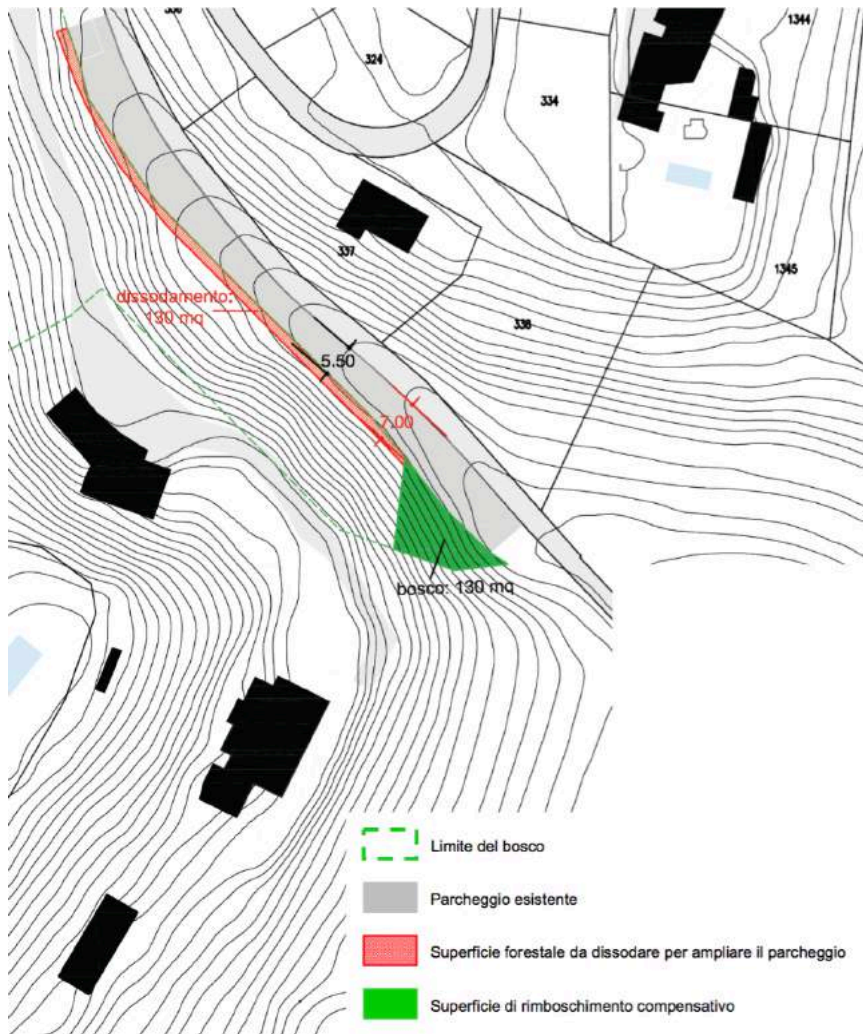 1344
324
334
337
1345
338
dissodamento:
130 mq
5.50
7.00
bosco: 130 mq
Limite del bosco
Parcheggio esistente
Superficie forestale da dissodare per ampliare il parcheggio
Superficie di rimboschimento compensativo